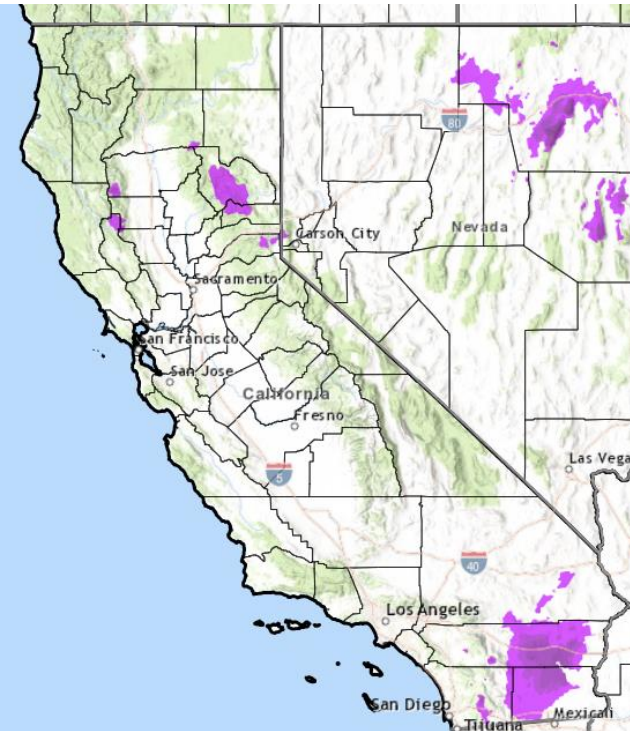 80
Nevada
Carson City
Sacramento
San Francisco
San Jose
California
Fresno
5
Las Vega
40
Los Angeles
San Diego
Mexicali
Tijuana